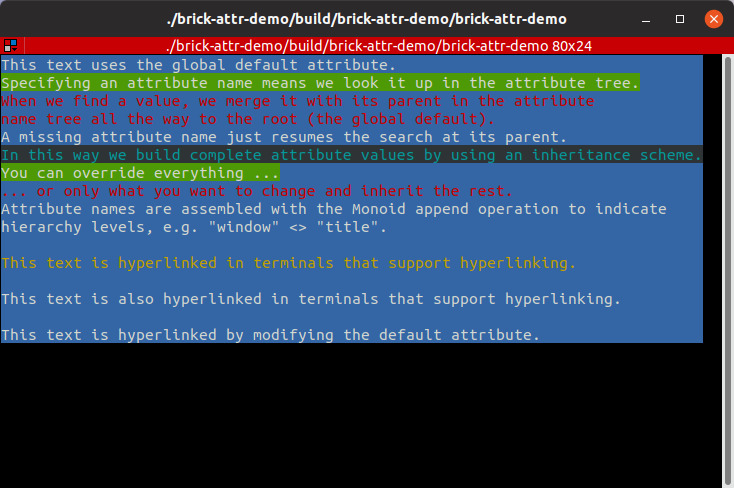 ./brick-attr-demo/build/brick-attr-demo/brick-attr-demo
./brick-attr-demo/build/brick-attr-demo/brick-attr-demo 80x24
This text uses the global default attribute.
Specifying an attribute name means we look it up in the attribute tree.
When we find a value, we merge it with its parent in the attribute
name tree all the way to the root (the global default).
A missing attribute name just resumes the search at its parent.
In this way we build complete attribute values by using an inheritance scheme.
You can override everything ...
... or only what you want to change and inherit the rest.
Attribute names are assembled with the Monoid append operation to indicate
hierarchy levels, e.g. "window" <> "title".
This text is hyperlinked in terminals that support hyperlinking.
This text is also hyperlinked in terminals that support hyperlinking.
This text is hyperlinked by modifying the default attribute.